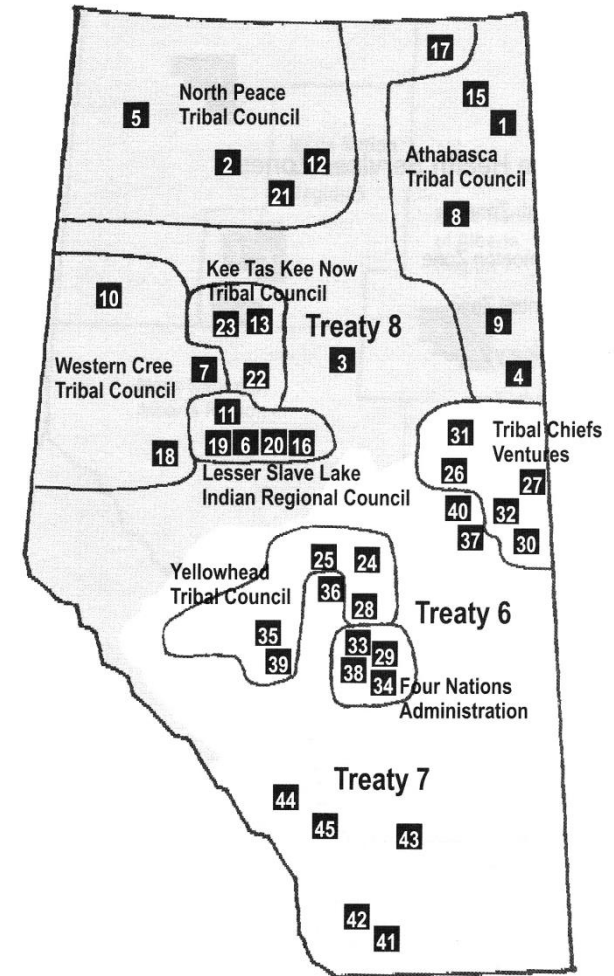 17
15
1
North Peace
Tribal Council
5
2
12
21
Athabasca
Tribal Council
8
Kee Tas Kee Now
Tribal Council
10
23
13
Treaty 8
9
3
4
Western Cree
Tribal Council
7
22
11
18
19
6
20
16
Lesser Slave Lake
Indian Regional Council
31
Tribal Chiefs
Ventures
26
27
40
32
37
30
25
24
Yellowhead
Tribal Council
36
28
Treaty 6
35
39
33
29
38
34
Four Nations
Administration
Treaty 7
44
45
43
42
41